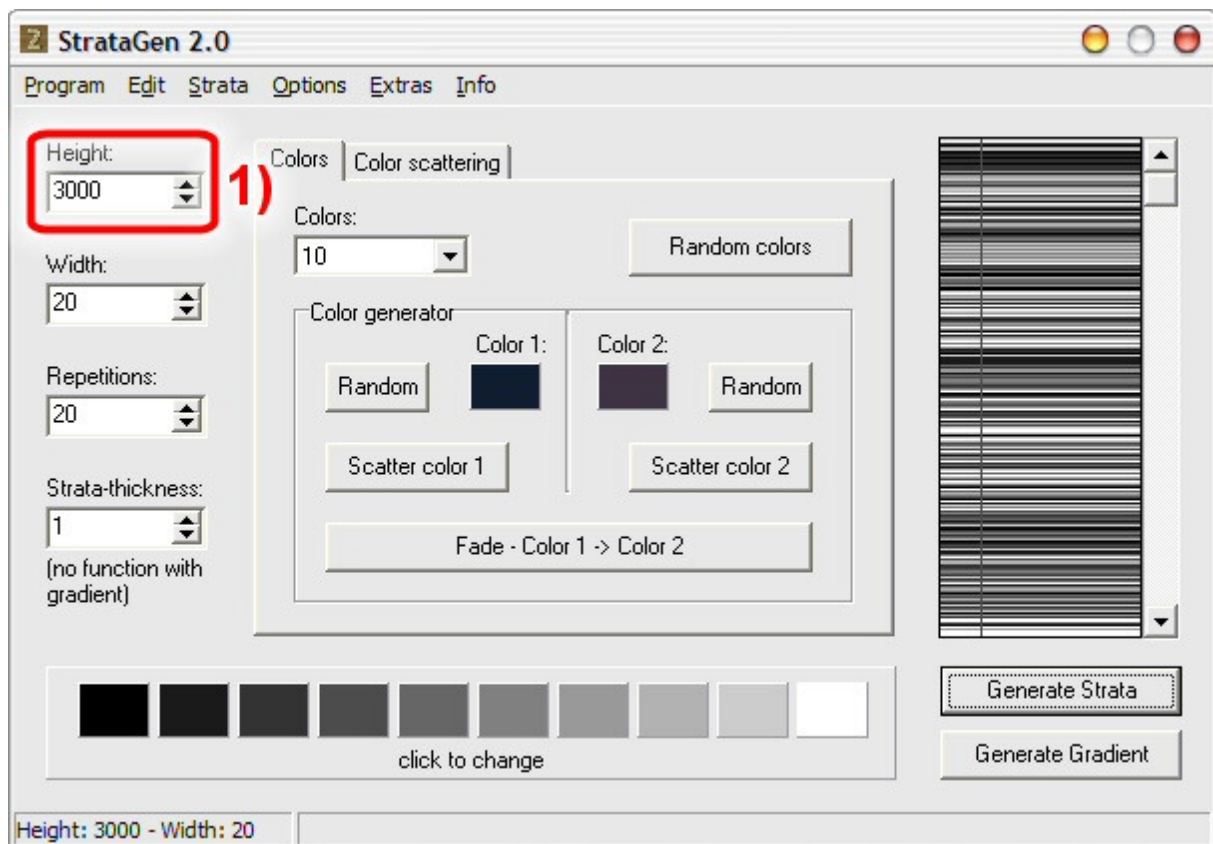 StrataGen 2.0
Program Edit Strata Options Extras Info
Height:
3000
1)
Width:
20
Repetitions:
20
Strata-thickness:
1
(no function with
gradient)
Colors Color scattering
Colors:
10
Random colors
Color generator
Color 1:
Color 2:
Random
Random
Scatter color 1
Scatter color 2
Fade - Color 1 -> Color 2
click to change
Generate Strata
Generate Gradient
Height: 3000 - Width: 20